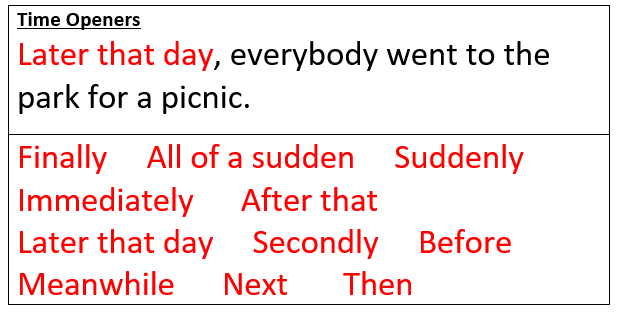 Time Openers
Later that day, everybody went to the
park for a picnic.
Finally All of a sudden Suddenly
Immediately After that
Later that day Secondly Before
Meanwhile Next Then